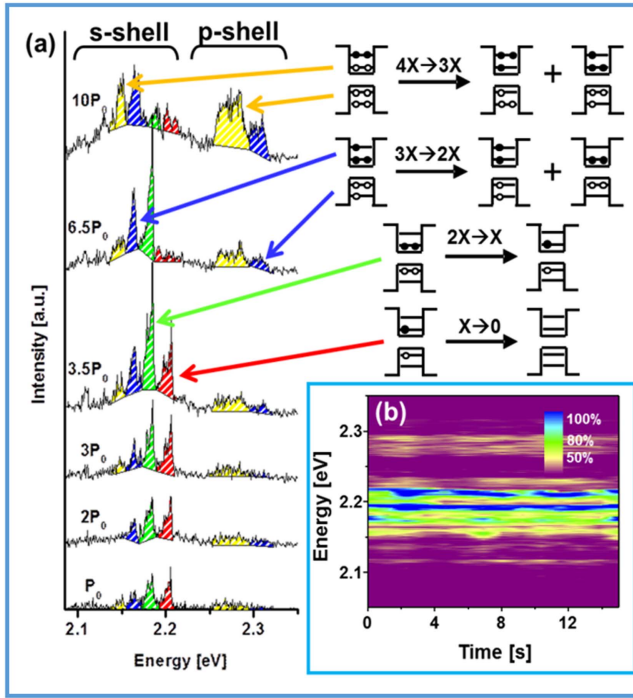 (a)
s-shell
p-shell
10P₀
6.5P₀
3.5P₀
3P₀
2P₀
P₀
Intensity [a.u.]
2.1
2.2
2.3
Energy [eV]
4X→3X
+
3X→2X
+
2X→X
X→0
(b)
100%
80%
50%
2.3
2.2
2.1
Energy [eV]
0
4
8
12
Time [s]